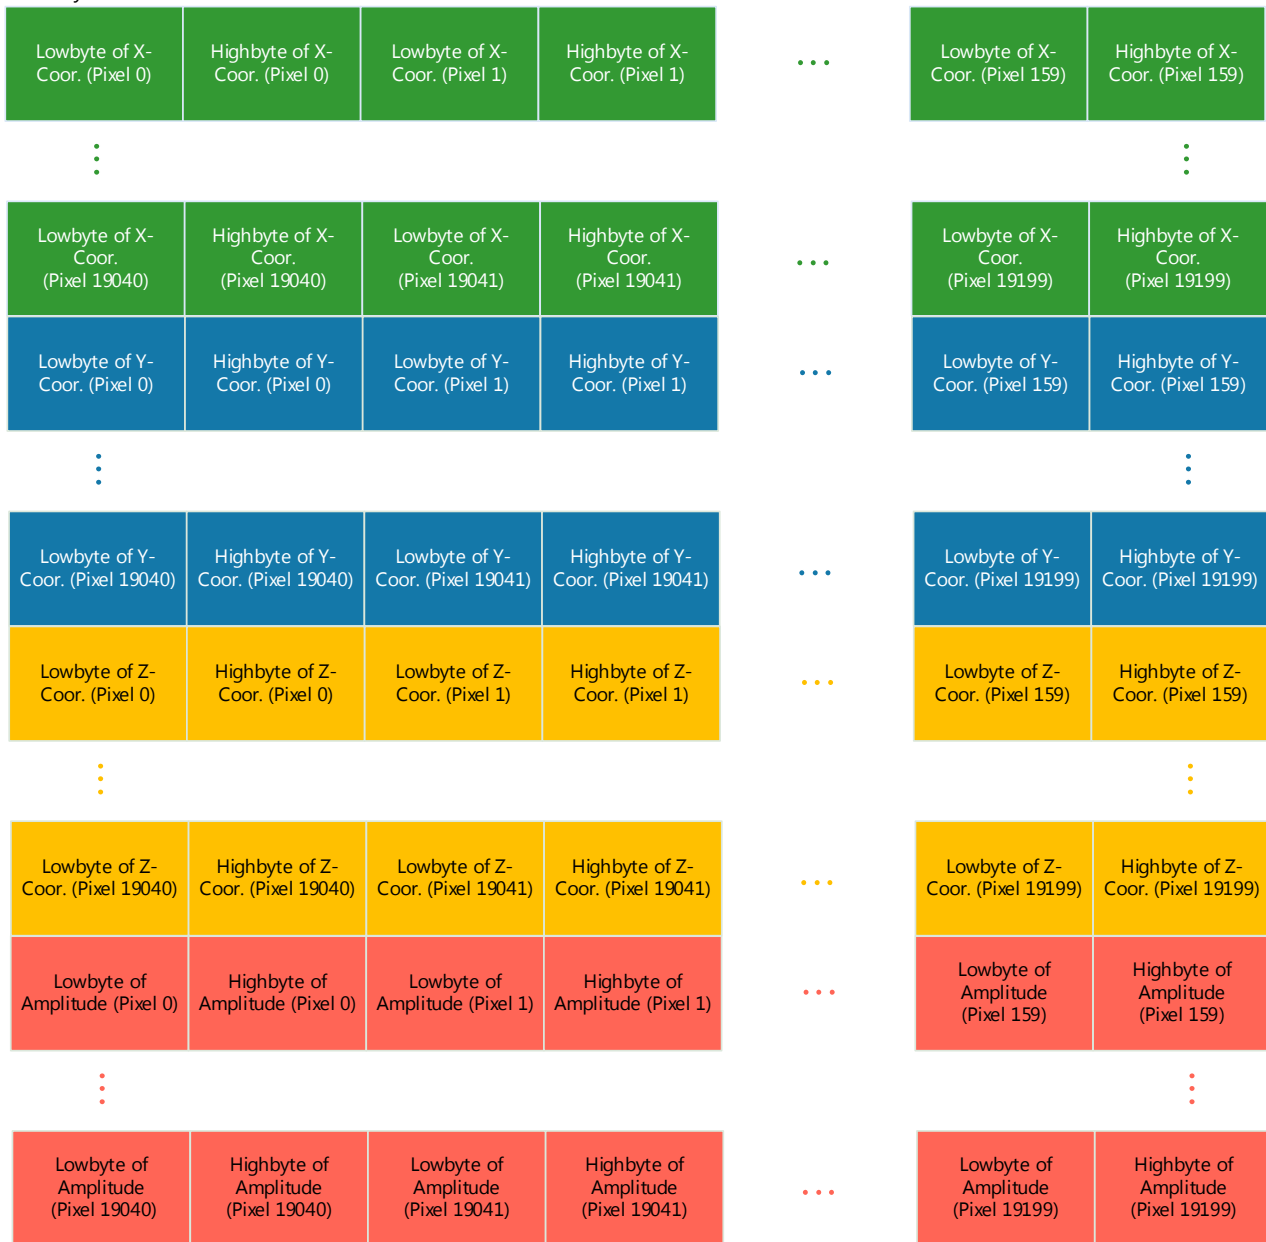 Lowbyte of X-
Coor. (Pixel 0)
Highbyte of X-
Coor. (Pixel 0)
Lowbyte of X-
Coor. (Pixel 1)
Highbyte of X-
Coor. (Pixel 1)
Lowbyte of X-
Coor. (Pixel 159)
Highbyte of X-
Coor. (Pixel 159)
Lowbyte of X-
Coor.
(Pixel 19040)
Highbyte of X-
Coor.
(Pixel 19040)
Lowbyte of X-
Coor.
(Pixel 19041)
Highbyte of X-
Coor.
(Pixel 19041)
Lowbyte of X-
Coor.
(Pixel 19199)
Highbyte of X-
Coor.
(Pixel 19199)
Lowbyte of Y-
Coor. (Pixel 0)
Highbyte of Y-
Coor. (Pixel 0)
Lowbyte of Y-
Coor. (Pixel 1)
Highbyte of Y-
Coor. (Pixel 1)
Lowbyte of Y-
Coor. (Pixel 159)
Highbyte of Y-
Coor. (Pixel 159)
Lowbyte of Y-
Coor. (Pixel 19040)
Highbyte of Y-
Coor. (Pixel 19040)
Lowbyte of Y-
Coor. (Pixel 19041)
Highbyte of Y-
Coor. (Pixel 19041)
Lowbyte of Y-
Coor. (Pixel 19199)
Highbyte of Y-
Coor. (Pixel 19199)
Lowbyte of Z-
Coor. (Pixel 0)
Highbyte of Z-
Coor. (Pixel 0)
Lowbyte of Z-
Coor. (Pixel 1)
Highbyte of Z-
Coor. (Pixel 1)
Lowbyte of Z-
Coor. (Pixel 159)
Highbyte of Z-
Coor. (Pixel 159)
Lowbyte of Z-
Coor. (Pixel 19040)
Highbyte of Z-
Coor. (Pixel 19040)
Lowbyte of Z-
Coor. (Pixel 19041)
Highbyte of Z-
Coor. (Pixel 19041)
Lowbyte of Z-
Coor. (Pixel 19199)
Highbyte of Z-
Coor. (Pixel 19199)
Lowbyte of
Amplitude (Pixel 0)
Highbyte of
Amplitude (Pixel 0)
Lowbyte of
Amplitude (Pixel 1)
Highbyte of
Amplitude (Pixel 1)
Lowbyte of
Amplitude
(Pixel 159)
Highbyte of
Amplitude
(Pixel 159)
Lowbyte of
Amplitude
(Pixel 19040)
Highbyte of
Amplitude
(Pixel 19040)
Lowbyte of
Amplitude
(Pixel 19041)
Highbyte of
Amplitude
(Pixel 19041)
Lowbyte of
Amplitude
(Pixel 19199)
Highbyte of
Amplitude
(Pixel 19199)